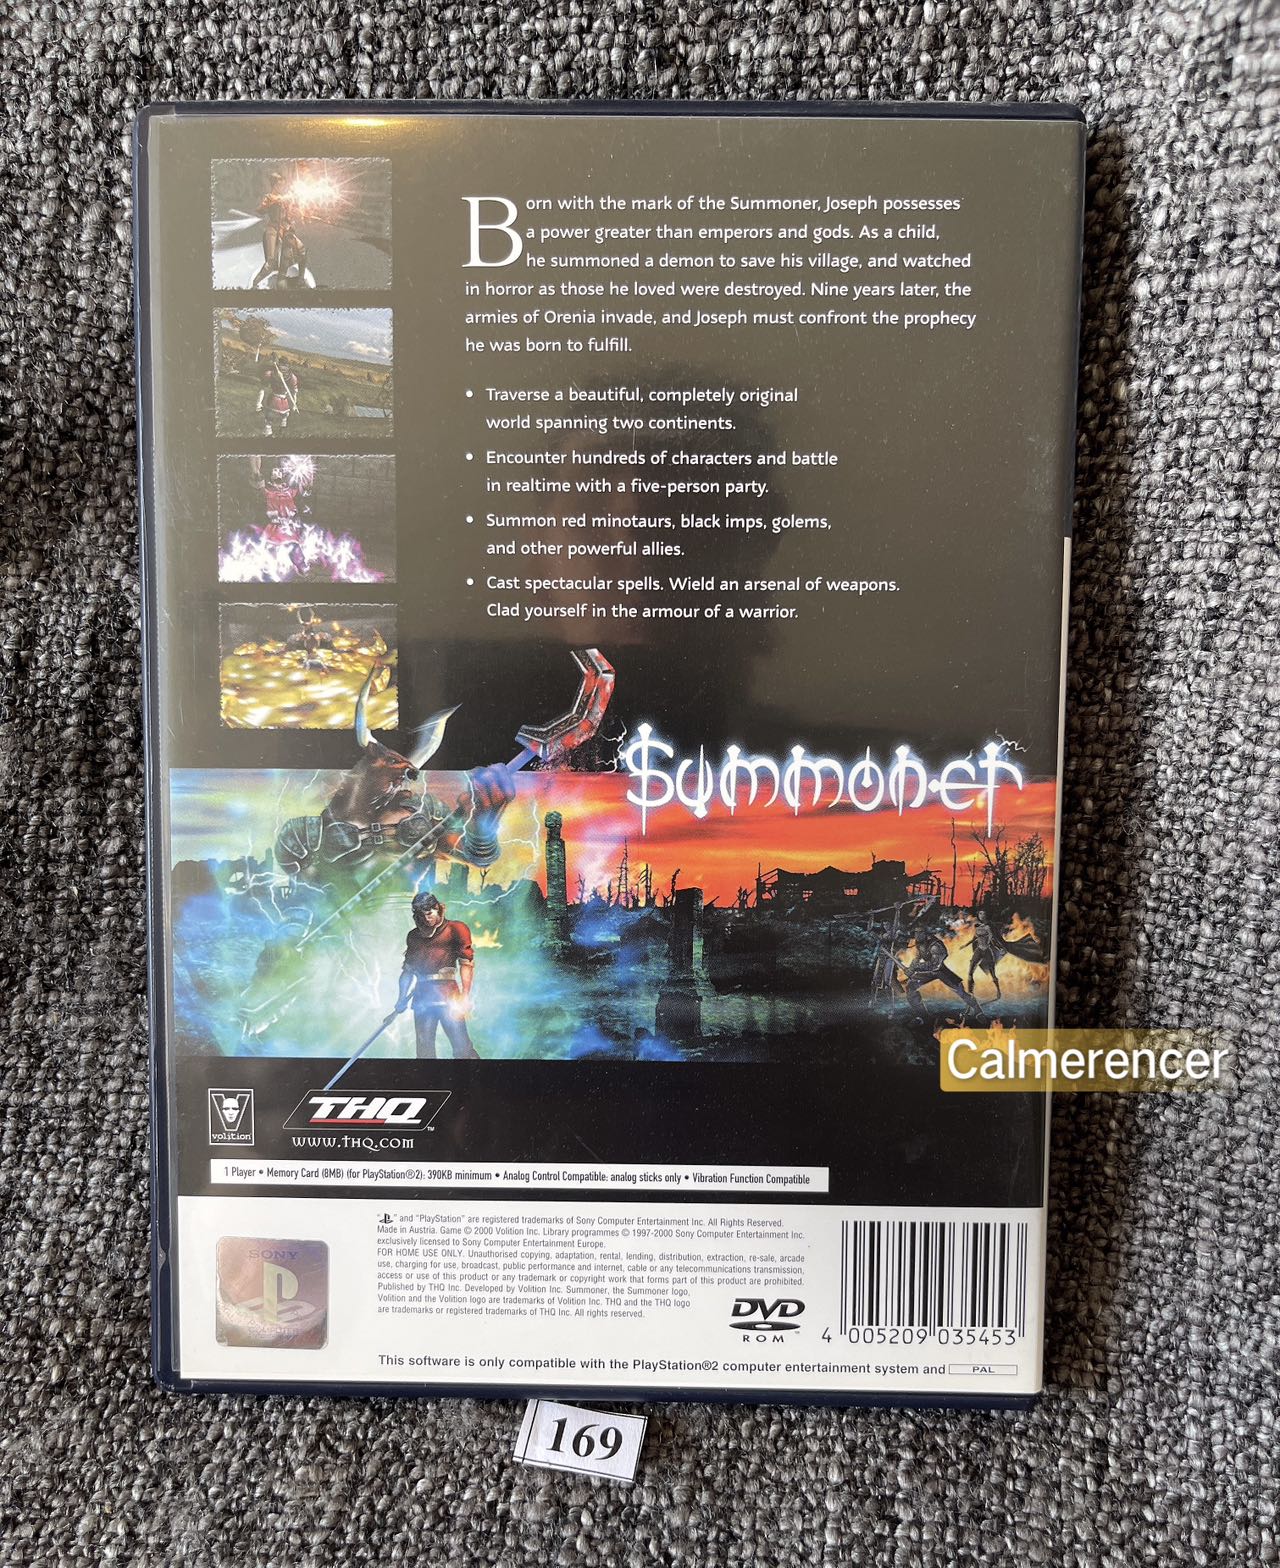 Born with the mark of the Summoner, Joseph possesses
a power greater than emperors and gods. As a child,
he summoned a demon to save his village, and watched
in horror as those he loved were destroyed. Nine years later, the
armies of Orenia invade, and Joseph must confront the prophecy
he was born to fulfill.
• Traverse a beautiful, completely original
world spanning two continents.
• Encounter hundreds of characters and battle
in realtime with a five-person party.
• Summon red minotaurs, black imps, golems,
and other powerful allies.
• Cast spectacular spells. Wield an arsenal of weapons.
Clad yourself in the armour of a warrior.
Summoner
Calmerencer
volition
THQ™
WWW.THQ.COM
1 Player • Memory Card (8MB) (for PlayStation®2): 390KB minimum • Analog Control Compatible: analog sticks only • Vibration Function Compatible
" " and "PlayStation" are registered trademarks of Sony Computer Entertainment Inc. All Rights Reserved.
Made in Austria. Game © 2000 Volition Inc. Library programmes © 1997-2000 Sony Computer Entertainment Inc.
exclusively licensed to Sony Computer Entertainment Europe.
FOR HOME USE ONLY. Unauthorised copying, adaptation, rental, lending, distribution, extraction, re-sale, arcade
use, charging for use, broadcast, public performance and internet, cable or any telecommunications transmission,
access or use of this product or any trademark or copyright work that forms part of this product are prohibited.
Published by THQ Inc. Developed by Volition Inc. Summoner, the Summoner logo,
Volition and the Volition logo are trademarks of Volition Inc. THQ and the THQ logo
are trademarks or registered trademarks of THQ Inc. All rights reserved.
SONY
DVD
ROM
4 005209 035453
This software is only compatible with the PlayStation®2 computer entertainment system and PAL
169